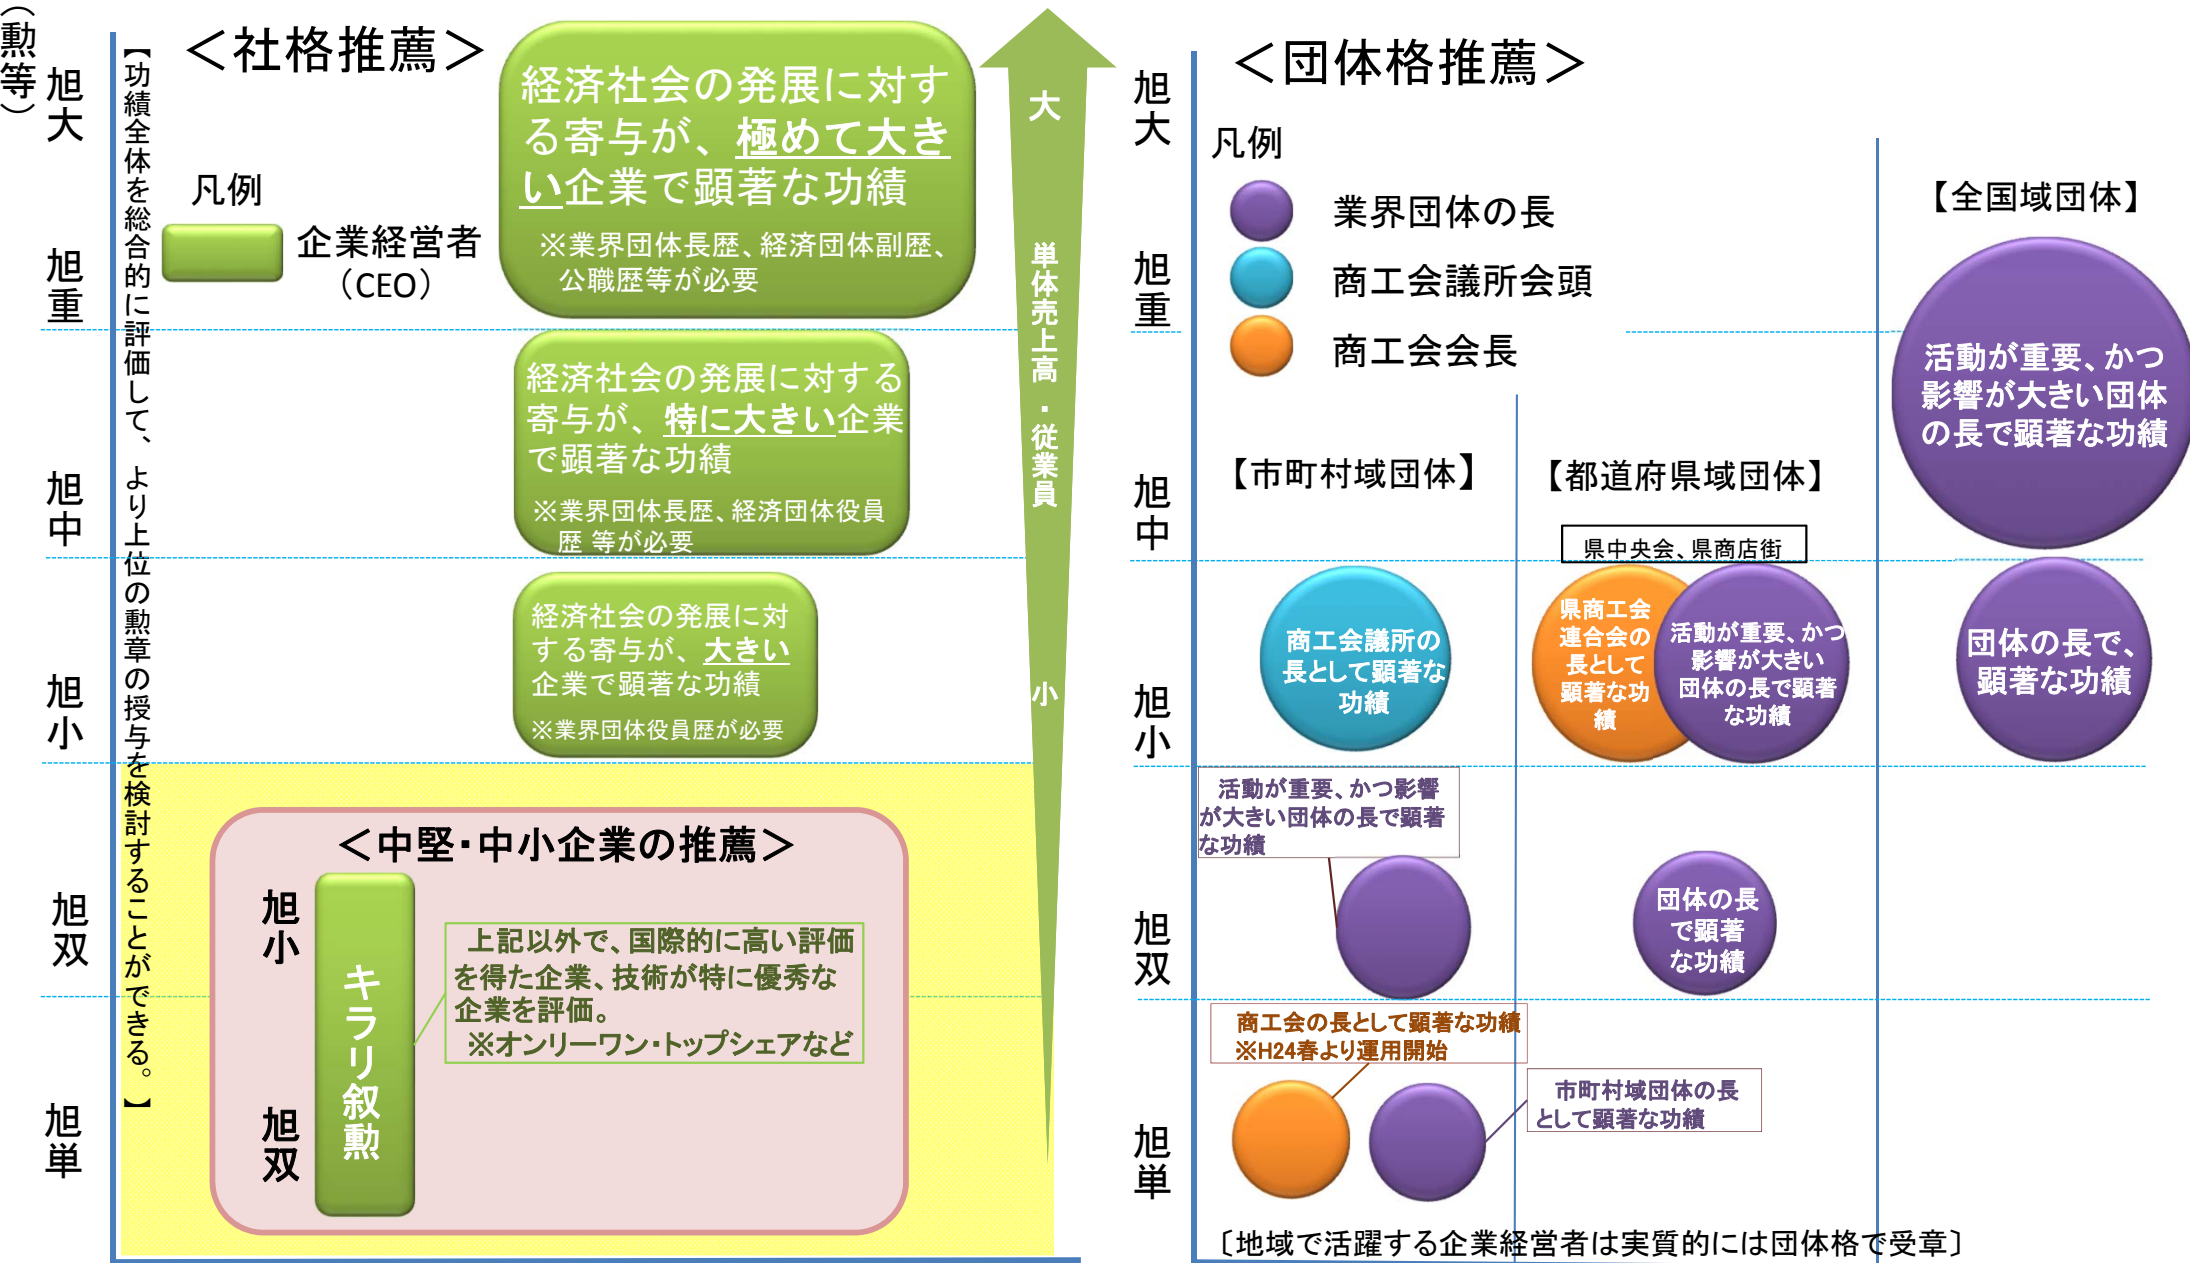 （勲等）
旭大
旭重
旭中
旭小
旭双
旭単
【功績全体を総合的に評価して、より上位の勲章の授与を検討することができる。】
＜社格推薦＞
凡例
企業経営者
（CEO）
経済社会の発展に対す
る寄与が、極めて大き
い企業で顕著な功績
※業界団体長歴、経済団体副歴、
公職歴等が必要
経済社会の発展に対する
寄与が、特に大きい企業
で顕著な功績
※業界団体長歴、経済団体役員
歴 等が必要
経済社会の発展に対
する寄与が、大きい
企業で顕著な功績
※業界団体役員歴が必要
大
単体売上高・従業員
小
＜中堅・中小企業の推薦＞
旭小
旭双
キラリ叙勲
上記以外で、国際的に高い評価
を得た企業、技術が特に優秀な
企業を評価。
※オンリーワン・トップシェアなど
＜団体格推薦＞
旭大
旭重
旭中
旭小
旭双
旭単
凡例
業界団体の長
商工会議所会頭
商工会会長
【市町村域団体】
【都道府県域団体】
【全国域団体】
活動が重要、かつ
影響が大きい団体
の長で顕著な功績
県中央会、県商店街
商工会議所の
長として顕著な
功績
県商工会
連合会の
長として
顕著な功
績
活動が重要、かつ
影響が大きい
団体の長で顕著
な功績
団体の長で、
顕著な功績
活動が重要、かつ影響
が大きい団体の長で顕著
な功績
団体の長
で顕著
な功績
商工会の長として顕著な功績
※H24春より運用開始
市町村域団体の長
として顕著な功績
〔地域で活躍する企業経営者は実質的には団体格で受章〕